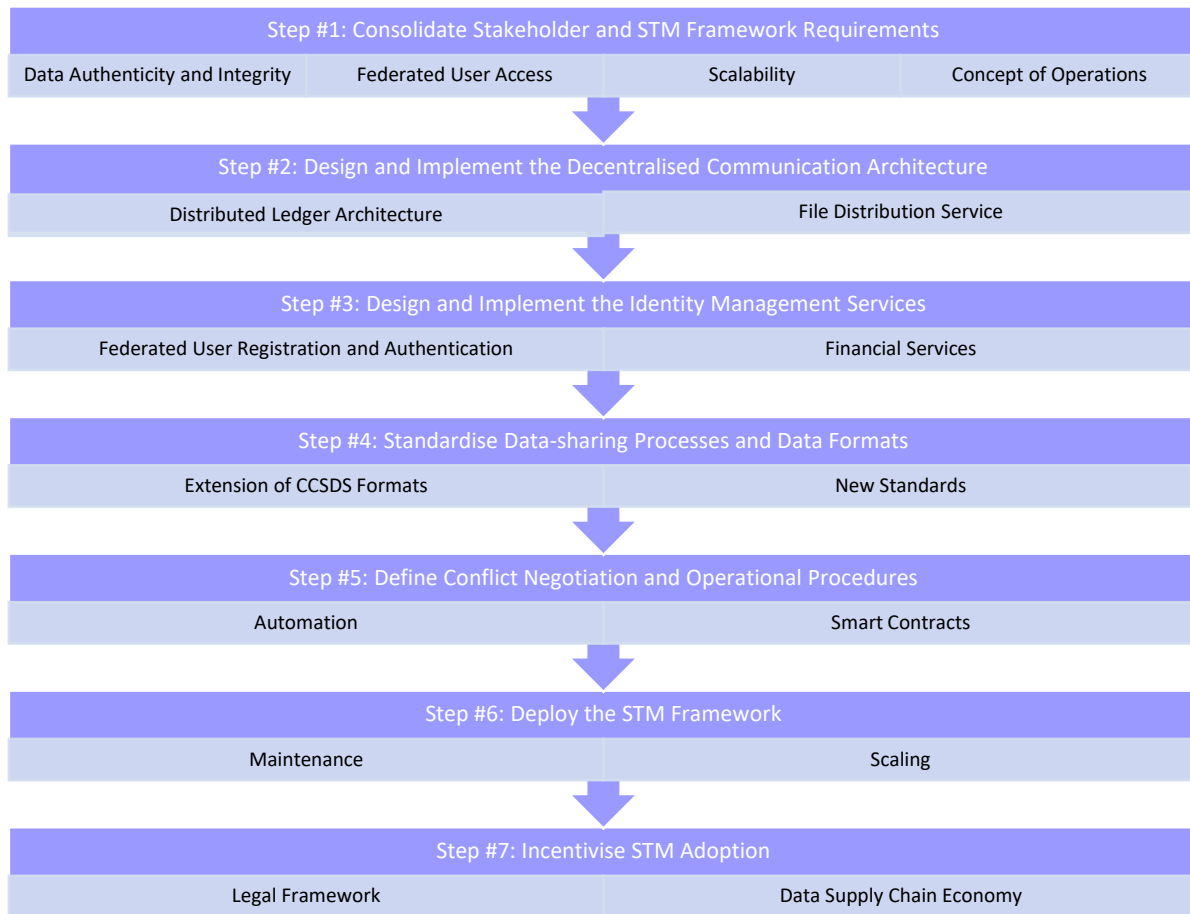 Step #1: Consolidate Stakeholder and STM Framework Requirements
Data Authenticity and Integrity
Federated User Access
Scalability
Concept of Operations
Step #2: Design and Implement the Decentralised Communication Architecture
Distributed Ledger Architecture
File Distribution Service
Step #3: Design and Implement the Identity Management Services
Federated User Registration and Authentication
Financial Services
Step #4: Standardise Data-sharing Processes and Data Formats
Extension of CCSDS Formats
New Standards
Step #5: Define Conflict Negotiation and Operational Procedures
Automation
Smart Contracts
Step #6: Deploy the STM Framework
Maintenance
Scaling
Step #7: Incentivise STM Adoption
Legal Framework
Data Supply Chain Economy